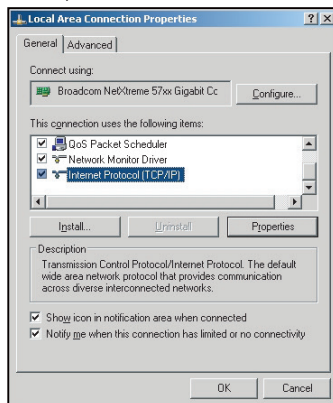 Local Area Connection Properties
General Advanced
Connect using:
Broadcom NetXtreme 57xx Gigabit Cc
Configure...
This connection uses the following items:
QoS Packet Scheduler
Network Monitor Driver
Internet Protocol (TCP/IP)
Install... Uninstall Properties
Description
Transmission Control Protocol/Internet Protocol. The default
wide area network protocol that provides communication
across diverse interconnected networks.
Show icon in notification area when connected
Notify me when this connection has limited or no connectivity
OK Cancel